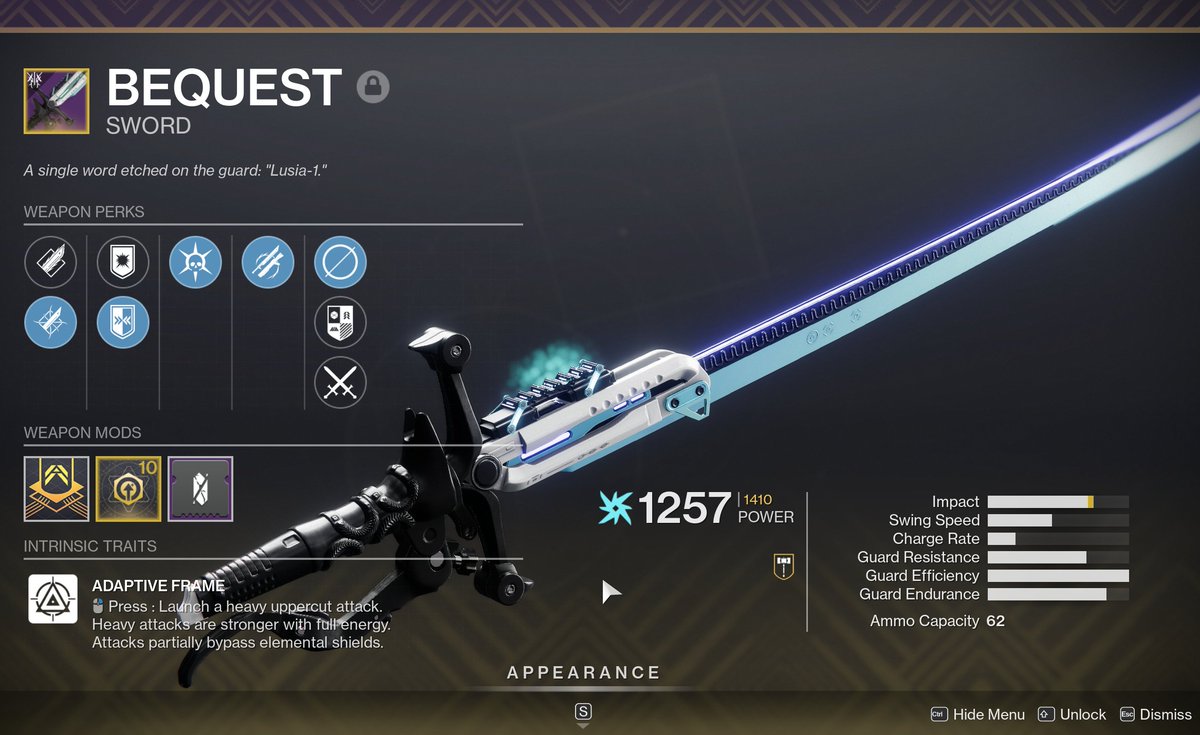 BEQUEST
SWORD
A single word etched on the guard: "Lusia-1."
WEAPON PERKS
WEAPON MODS
10
INTRINSIC TRAITS
ADAPTIVE FRAME
Press : Launch a heavy uppercut attack.
Heavy attacks are stronger with full energy.
Attacks partially bypass elemental shields.
1257
1410
POWER
Impact
Swing Speed
Charge Rate
Guard Resistance
Guard Efficiency
Guard Endurance
Ammo Capacity 62
APPEARANCE
S
Ctrl Hide Menu
Unlock
Esc Dismiss